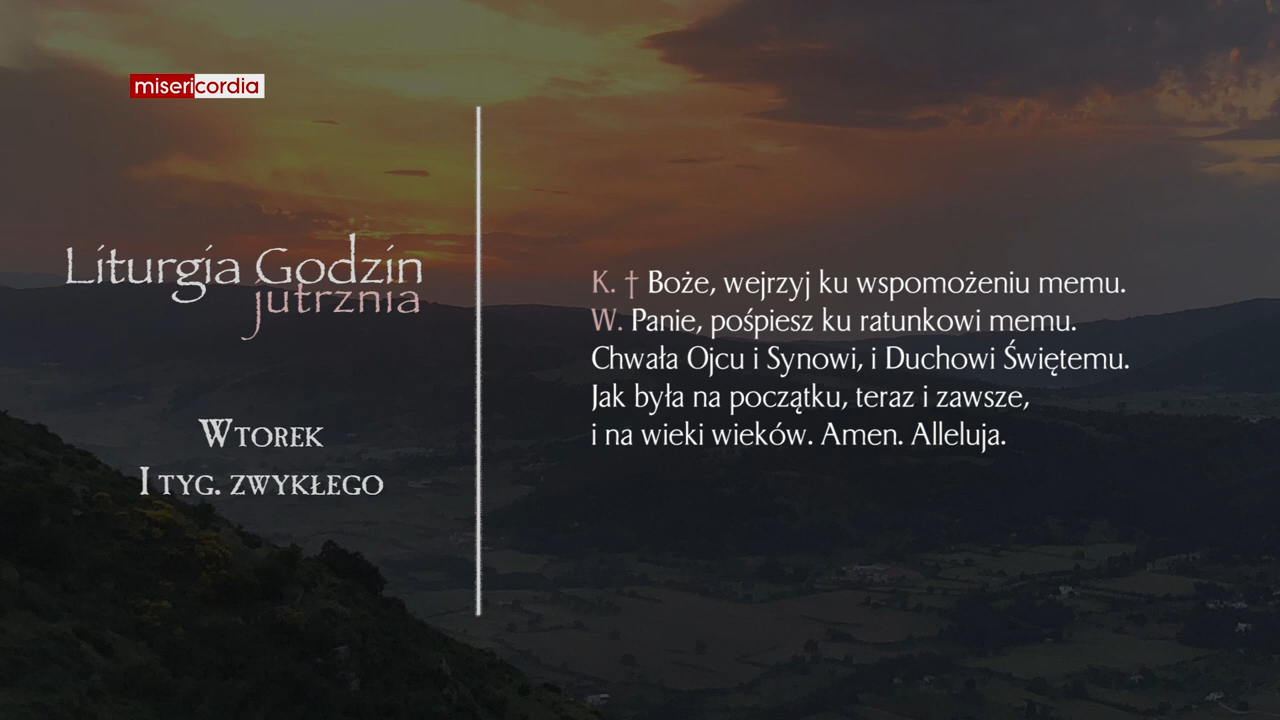 misericordia
Liturgia Godzin
jutrznia
Wtorek
I tyg. zwykłego
K. † Boże, wejrzyj ku wspomożeniu memu.
W. Panie, pośpiesz ku ratunkowi memu.
Chwała Ojcu i Synowi, i Duchowi Świętemu.
Jak była na początku, teraz i zawsze,
i na wieki wieków. Amen. Alleluja.